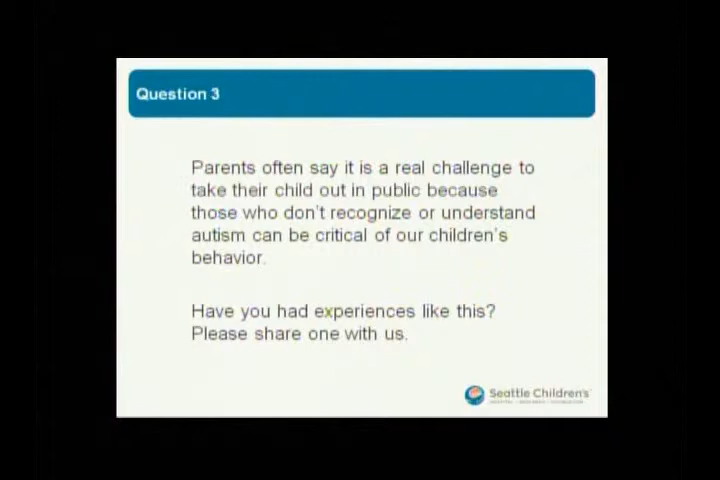 Question 3
Parents often say it is a real challenge to
take their child out in public because
those who don't recognize or understand
autism can be critical of our children's
behavior.
Have you had experiences like this?
Please share one with us.
Seattle Children's